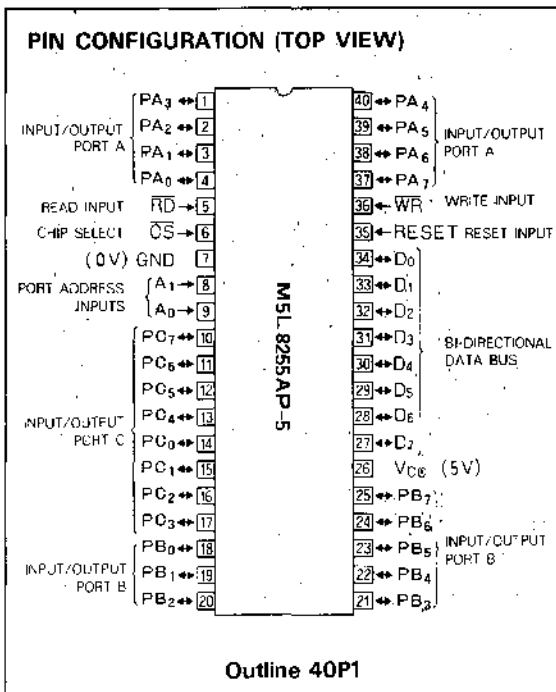 PIN CONFIGURATION (TOP VIEW)
INPUT/OUTPUT
PORT A
PA3 ↔ 1
PA2 ↔ 2
PA1 ↔ 3
PA0 ↔ 4
READ INPUT R̅D̅ → 5
CHIP SELECT C̅S̅ → 6
(0V) GND 7
PORT ADDRESS
INPUTS
A1 → 8
A0 → 9
INPUT/OUTPUT
PORT C
PC7 ↔ 10
PC6 ↔ 11
PC5 ↔ 12
PC4 ↔ 13
PC0 ↔ 14
PC1 ↔ 15
PC2 ↔ 16
PC3 ↔ 17
INPUT/OUTPUT
PORT B
PB0 ↔ 18
PB1 ↔ 19
PB2 ↔ 20
M5L8255AP-5
40 ↔ PA4
39 ↔ PA5
38 ↔ PA6
37 ↔ PA7
INPUT/OUTPUT
PORT A
36 ← W̅R̅ WRITE INPUT
35 ← RESET RESET INPUT
34 ↔ D0
33 ↔ D1
32 ↔ D2
31 ↔ D3
30 ↔ D4
29 ↔ D5
28 ↔ D6
27 ↔ D7
BI-DIRECTIONAL
DATA BUS
26 VCC (5V)
25 ↔ PB7
24 ↔ PB6
23 ↔ PB5
22 ↔ PB4
21 ↔ PB3
INPUT/OUTPUT
PORT B
Outline 40P1